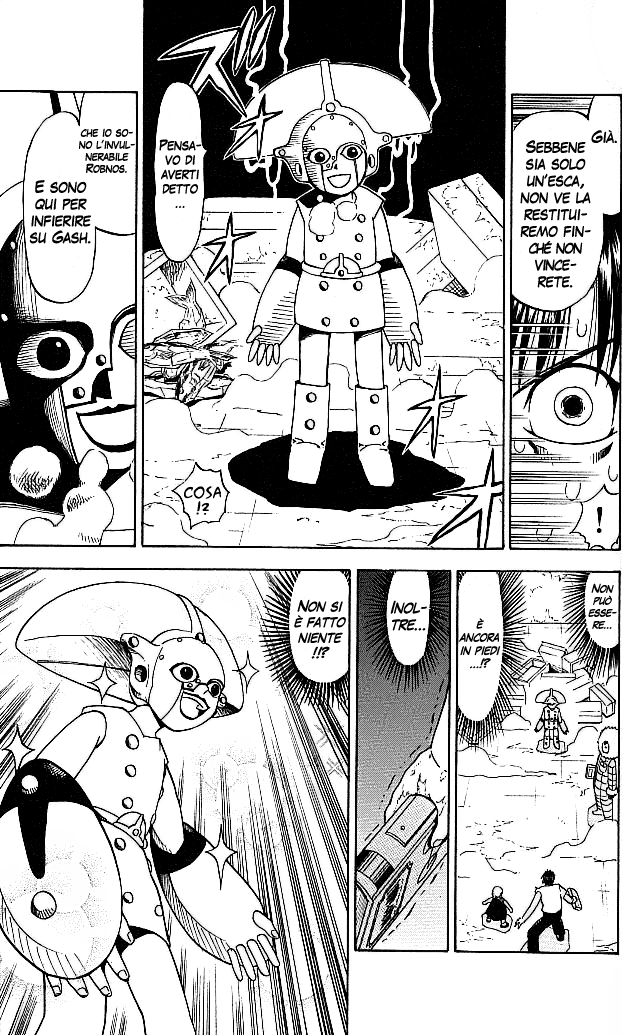 GIÀ.
SEBBENE
SIA SOLO
UN'ESCA,
NON VE LA
RESTITUI-
REMO FIN-
CHÉ NON
VINCE-
RETE.
!
ズズ
PENSA-
VO DI
AVERTI
DETTO
...
COSA
!?
CHE IO SO-
NO L'INVUL-
NERABILE
ROBNOS.
E SONO
QUI PER
INFIERIRE
SU GASH.
NON
PUÒ
ESSE-
RE...
È
ANCORA
IN PIEDI
...!?
INOL-
TRE...
NON SI
È FATTO
NIENTE
!!?